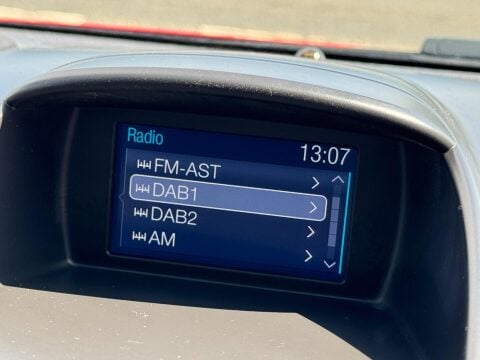 Radio
13:07
FM-AST
DAB1
DAB2
AM